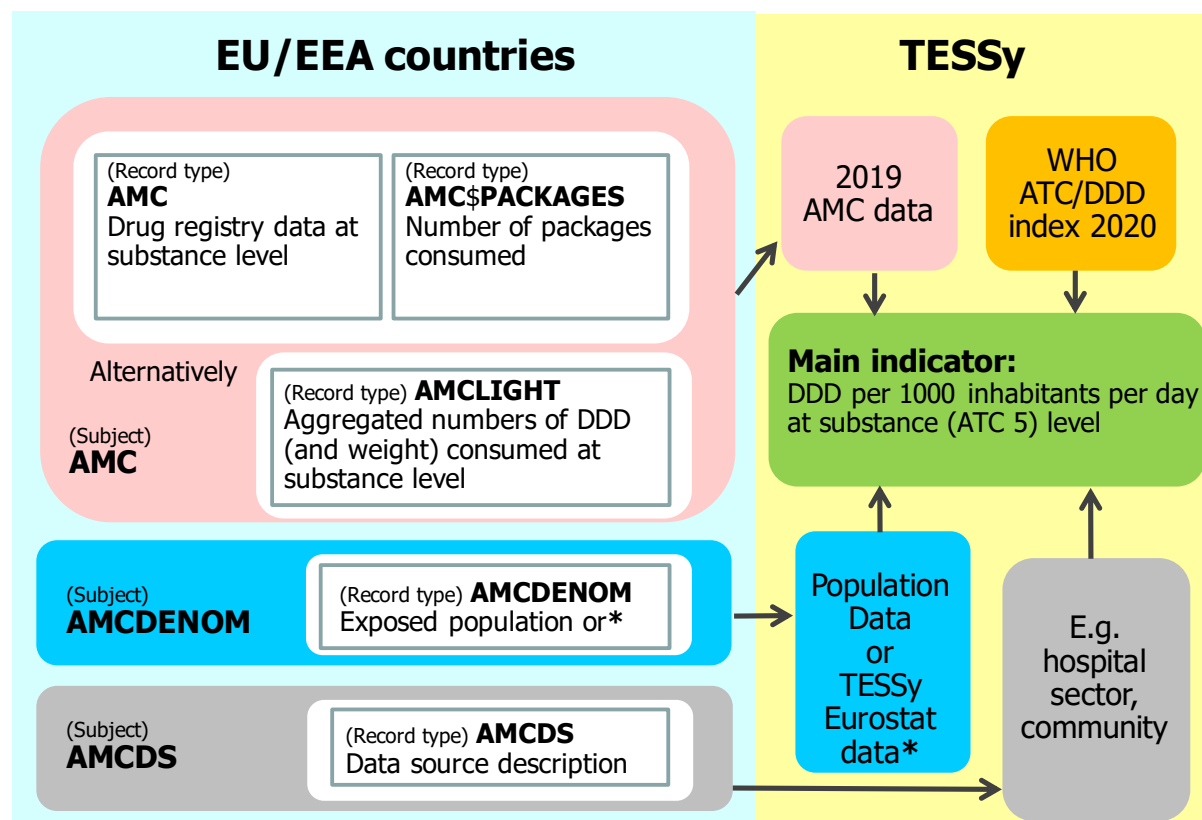 EU/EEA countries
TESSy
(Record type)
AMC
Drug registry data at
substance level
(Record type)
AMC$PACKAGES
Number of packages
consumed
Alternatively
(Record type) AMCLIGHT
Aggregated numbers of DDD
(and weight) consumed at
substance level
(Subject)
AMC
(Subject)
AMCDENOM
(Record type) AMCDENOM
Exposed population or*
(Subject)
AMCDS
(Record type) AMCDS
Data source description
2019
AMC data
WHO
ATC/DDD
index 2020
Main indicator:
DDD per 1000 inhabitants per day
at substance (ATC 5) level
Population
Data
or
TESSy
Eurostat
data*
E.g.
hospital
sector,
community